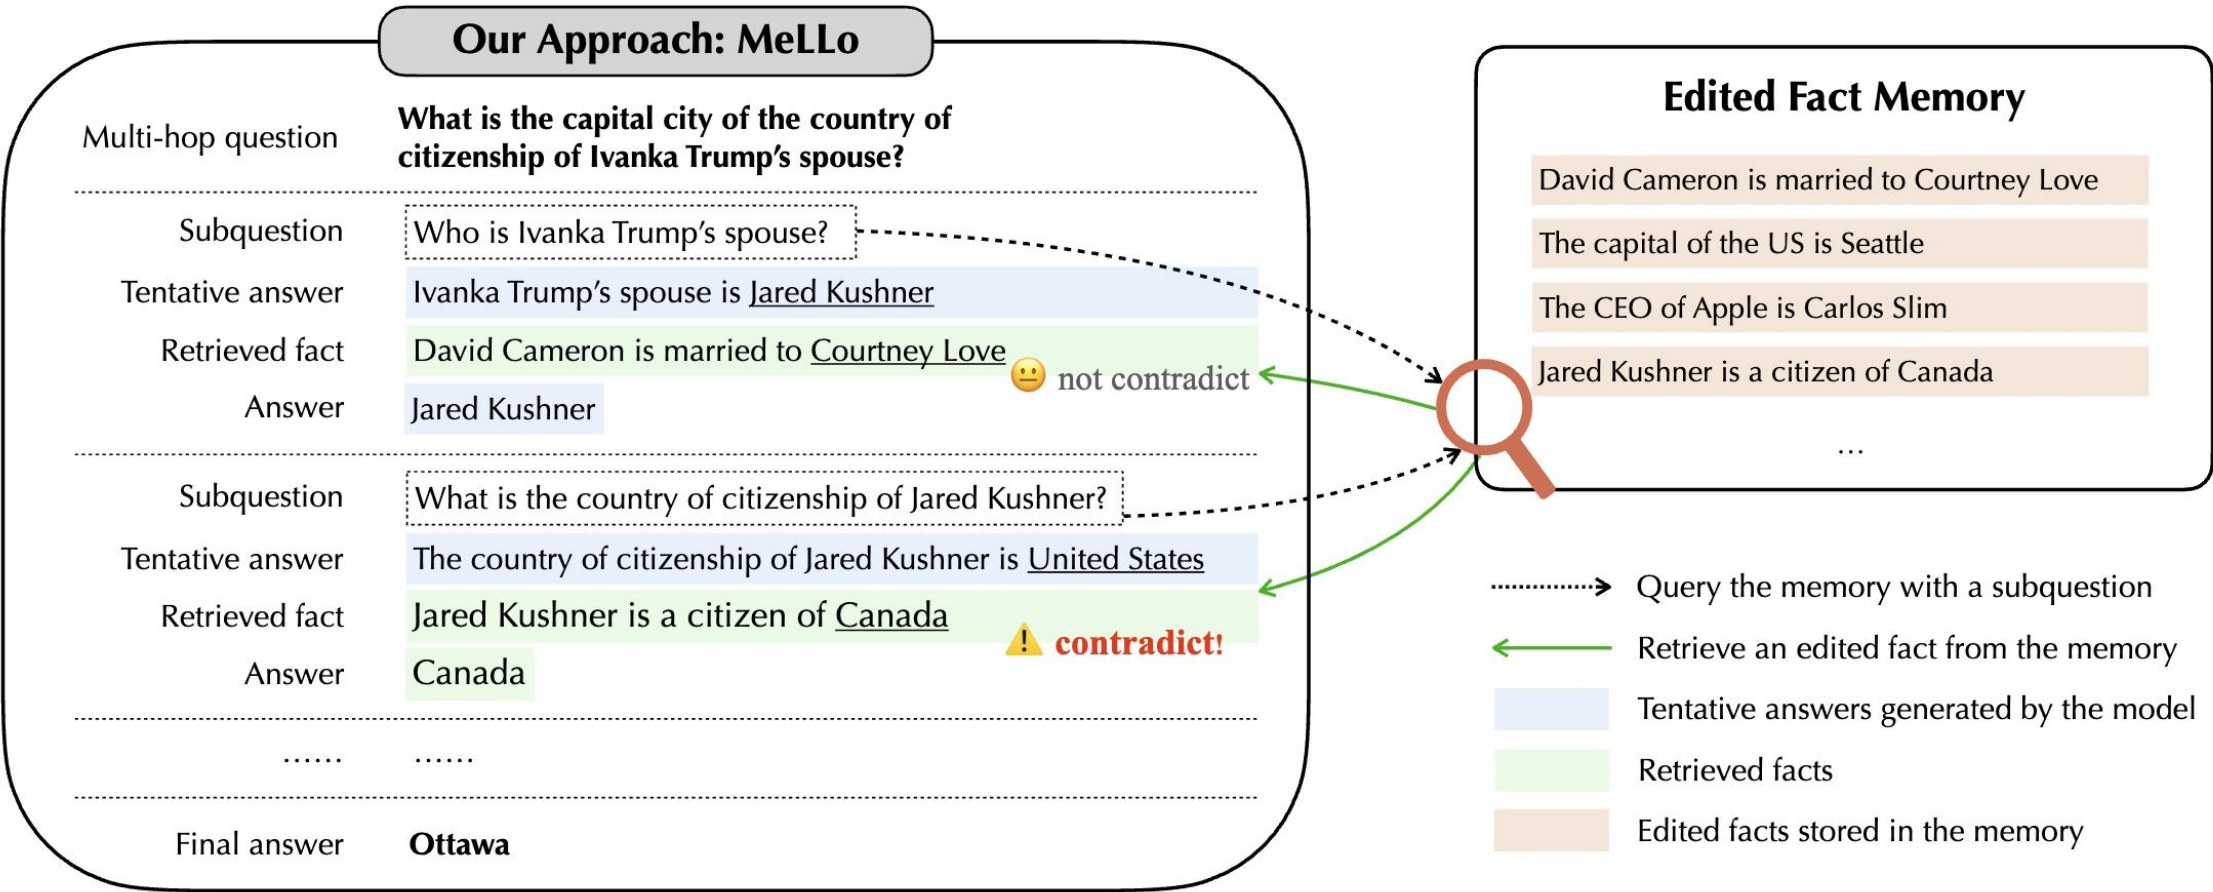 Our Approach: MeLLo
Multi-hop question
What is the capital city of the country of
citizenship of Ivanka Trump's spouse?
Subquestion
Who is Ivanka Trump's spouse?
Tentative answer
Ivanka Trump's spouse is Jared Kushner
Retrieved fact
David Cameron is married to Courtney Love
not contradict
Answer
Jared Kushner
Subquestion
What is the country of citizenship of Jared Kushner?
Tentative answer
The country of citizenship of Jared Kushner is United States
Retrieved fact
Jared Kushner is a citizen of Canada
contradict!
Answer
Canada
......
......
Final answer
Ottawa
Edited Fact Memory
David Cameron is married to Courtney Love
The capital of the US is Seattle
The CEO of Apple is Carlos Slim
Jared Kushner is a citizen of Canada
...
Query the memory with a subquestion
Retrieve an edited fact from the memory
Tentative answers generated by the model
Retrieved facts
Edited facts stored in the memory